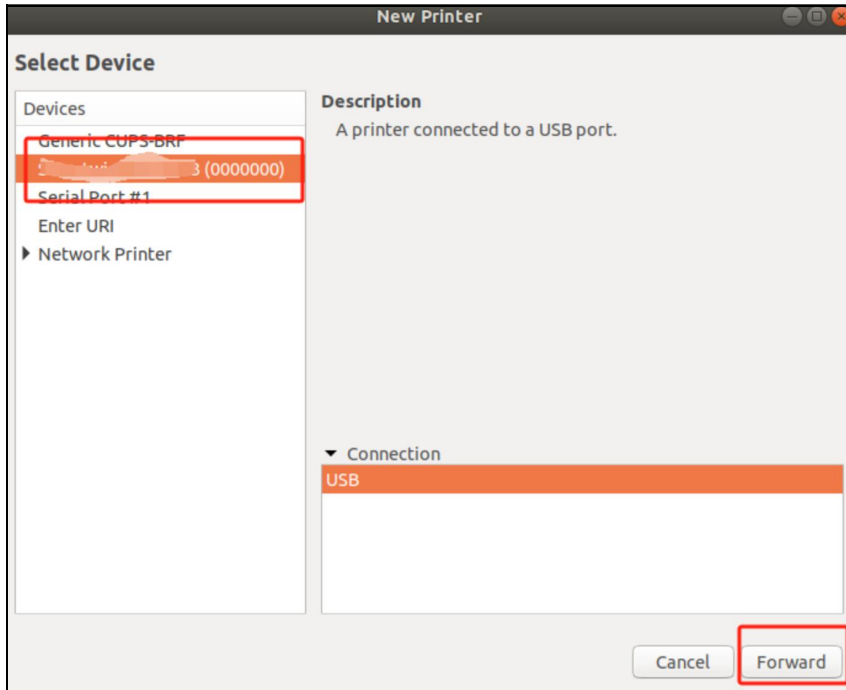 New Printer
Select Device
Devices
Generic CUPS-BRF
(0000000)
Serial Port #1
Enter URI
Network Printer
Description
A printer connected to a USB port.
Connection
USB
Cancel
Forward